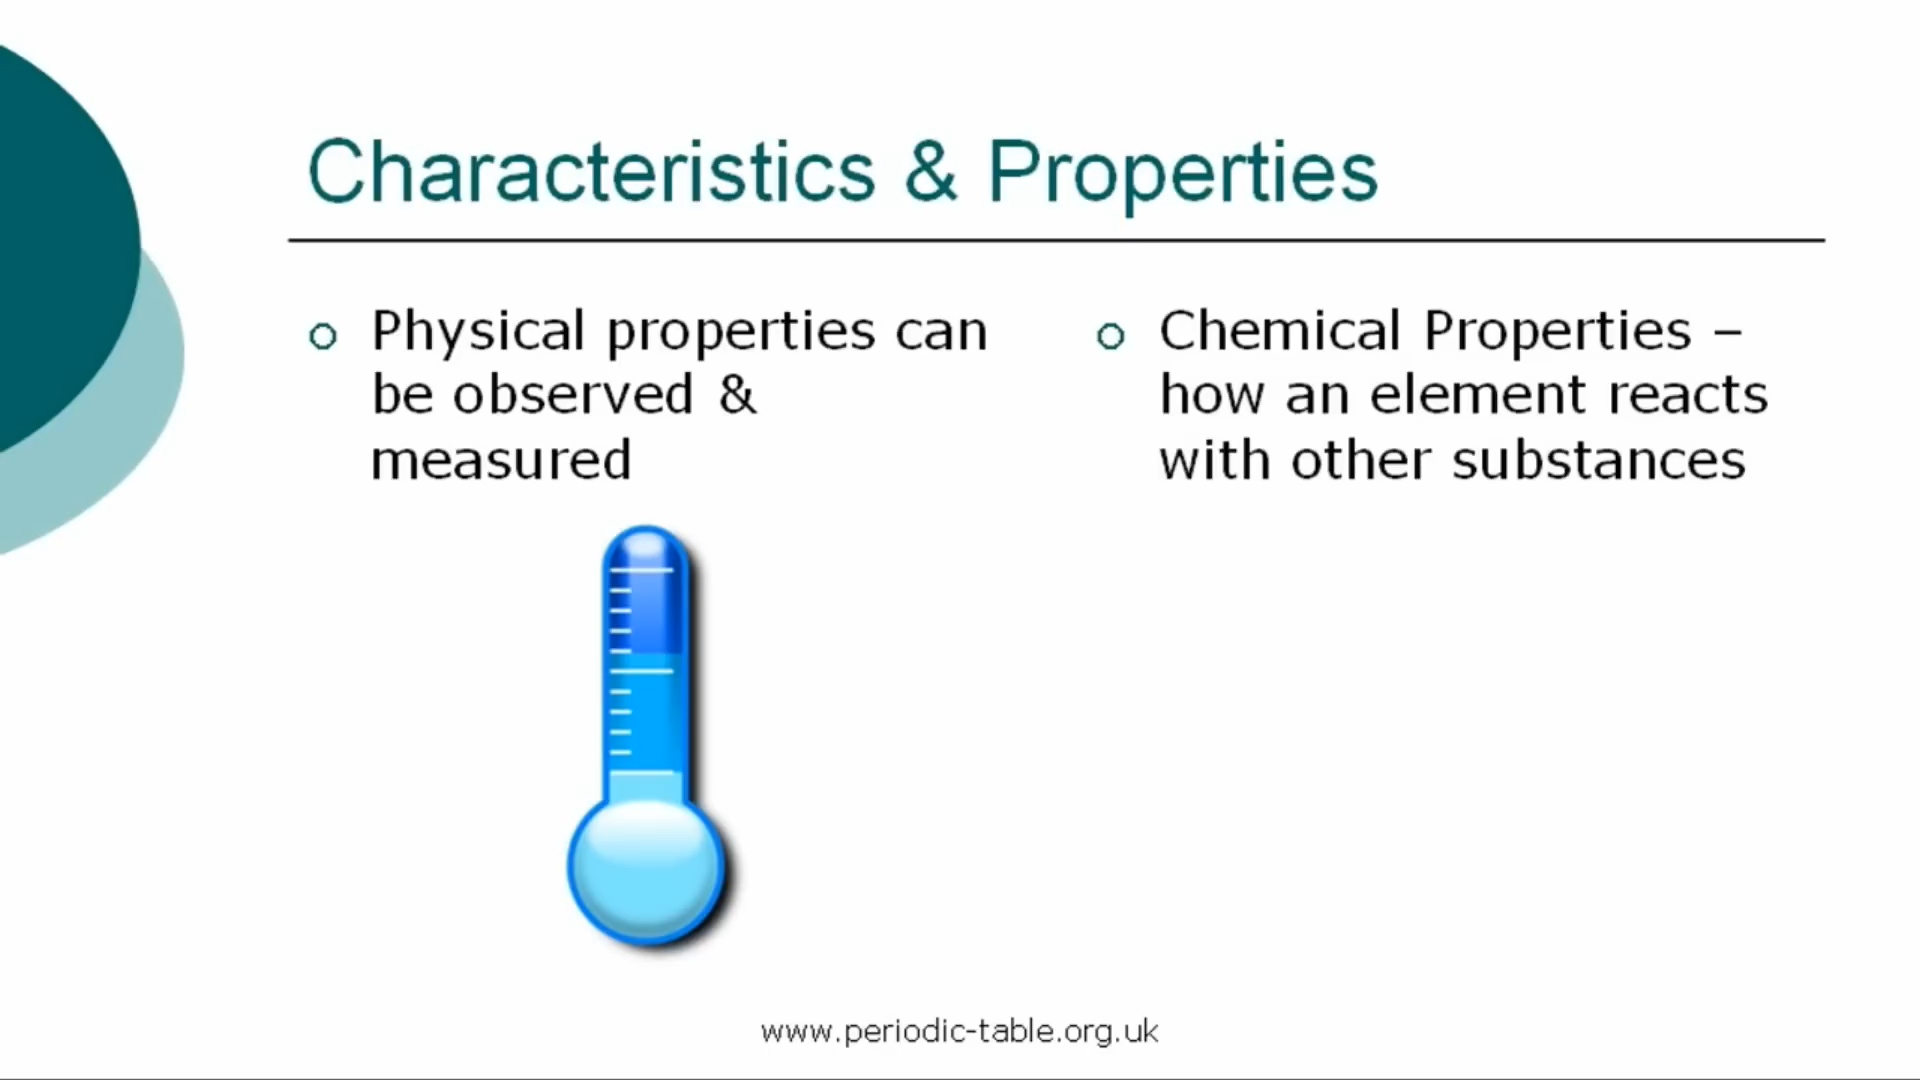 Characteristics & Properties
Physical properties can
be observed &
measured
Chemical Properties –
how an element reacts
with other substances
www.periodic-table.org.uk